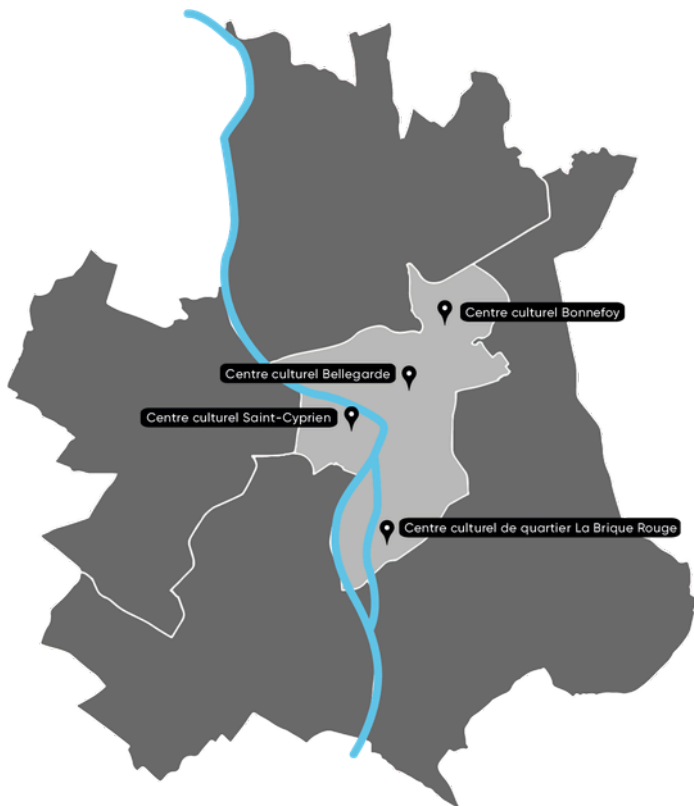 Centre culturel Bonnefoy
Centre culturel Bellegarde
Centre culturel Saint-Cyprien
Centre culturel de quartier La Brique Rouge